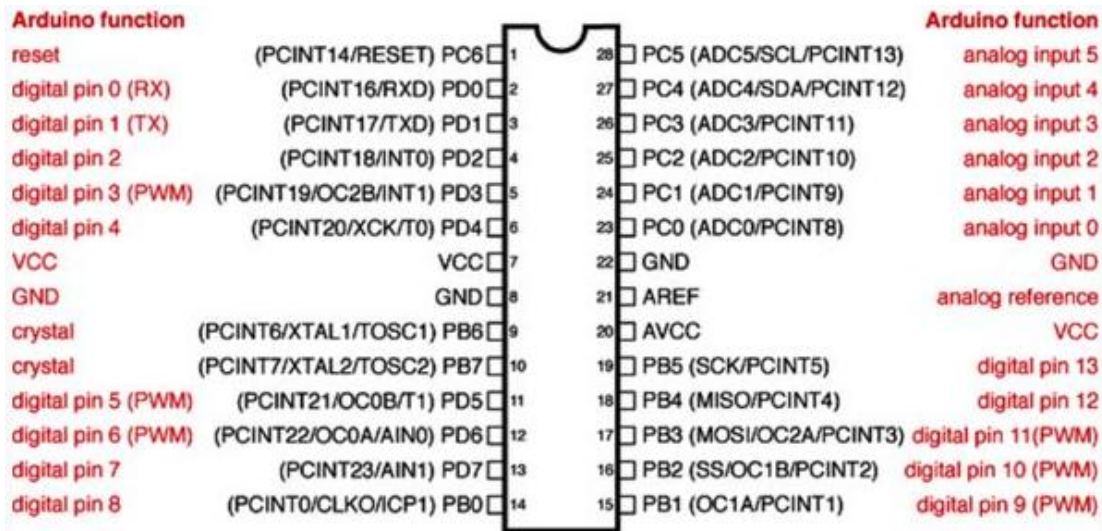 Arduino function Arduino function
reset (PCINT14/RESET) PC6 1 28 PC5 (ADC5/SCL/PCINT13) analog input 5
digital pin 0 (RX) (PCINT16/RXD) PD0 2 27 PC4 (ADC4/SDA/PCINT12) analog input 4
digital pin 1 (TX) (PCINT17/TXD) PD1 3 26 PC3 (ADC3/PCINT11) analog input 3
digital pin 2 (PCINT18/INT0) PD2 4 25 PC2 (ADC2/PCINT10) analog input 2
digital pin 3 (PWM) (PCINT19/OC2B/INT1) PD3 5 24 PC1 (ADC1/PCINT9) analog input 1
digital pin 4 (PCINT20/XCK/T0) PD4 6 23 PC0 (ADC0/PCINT8) analog input 0
VCC VCC 7 22 GND GND
GND GND 8 21 AREF analog reference
crystal (PCINT6/XTAL1/TOSC1) PB6 9 20 AVCC VCC
crystal (PCINT7/XTAL2/TOSC2) PB7 10 19 PB5 (SCK/PCINT5) digital pin 13
digital pin 5 (PWM) (PCINT21/OC0B/T1) PD5 11 18 PB4 (MISO/PCINT4) digital pin 12
digital pin 6 (PWM) (PCINT22/OC0A/AIN0) PD6 12 17 PB3 (MOSI/OC2A/PCINT3) digital pin 11(PWM)
digital pin 7 (PCINT23/AIN1) PD7 13 16 PB2 (SS/OC1B/PCINT2) digital pin 10 (PWM)
digital pin 8 (PCINT0/CLKO/ICP1) PB0 14 15 PB1 (OC1A/PCINT1) digital pin 9 (PWM)